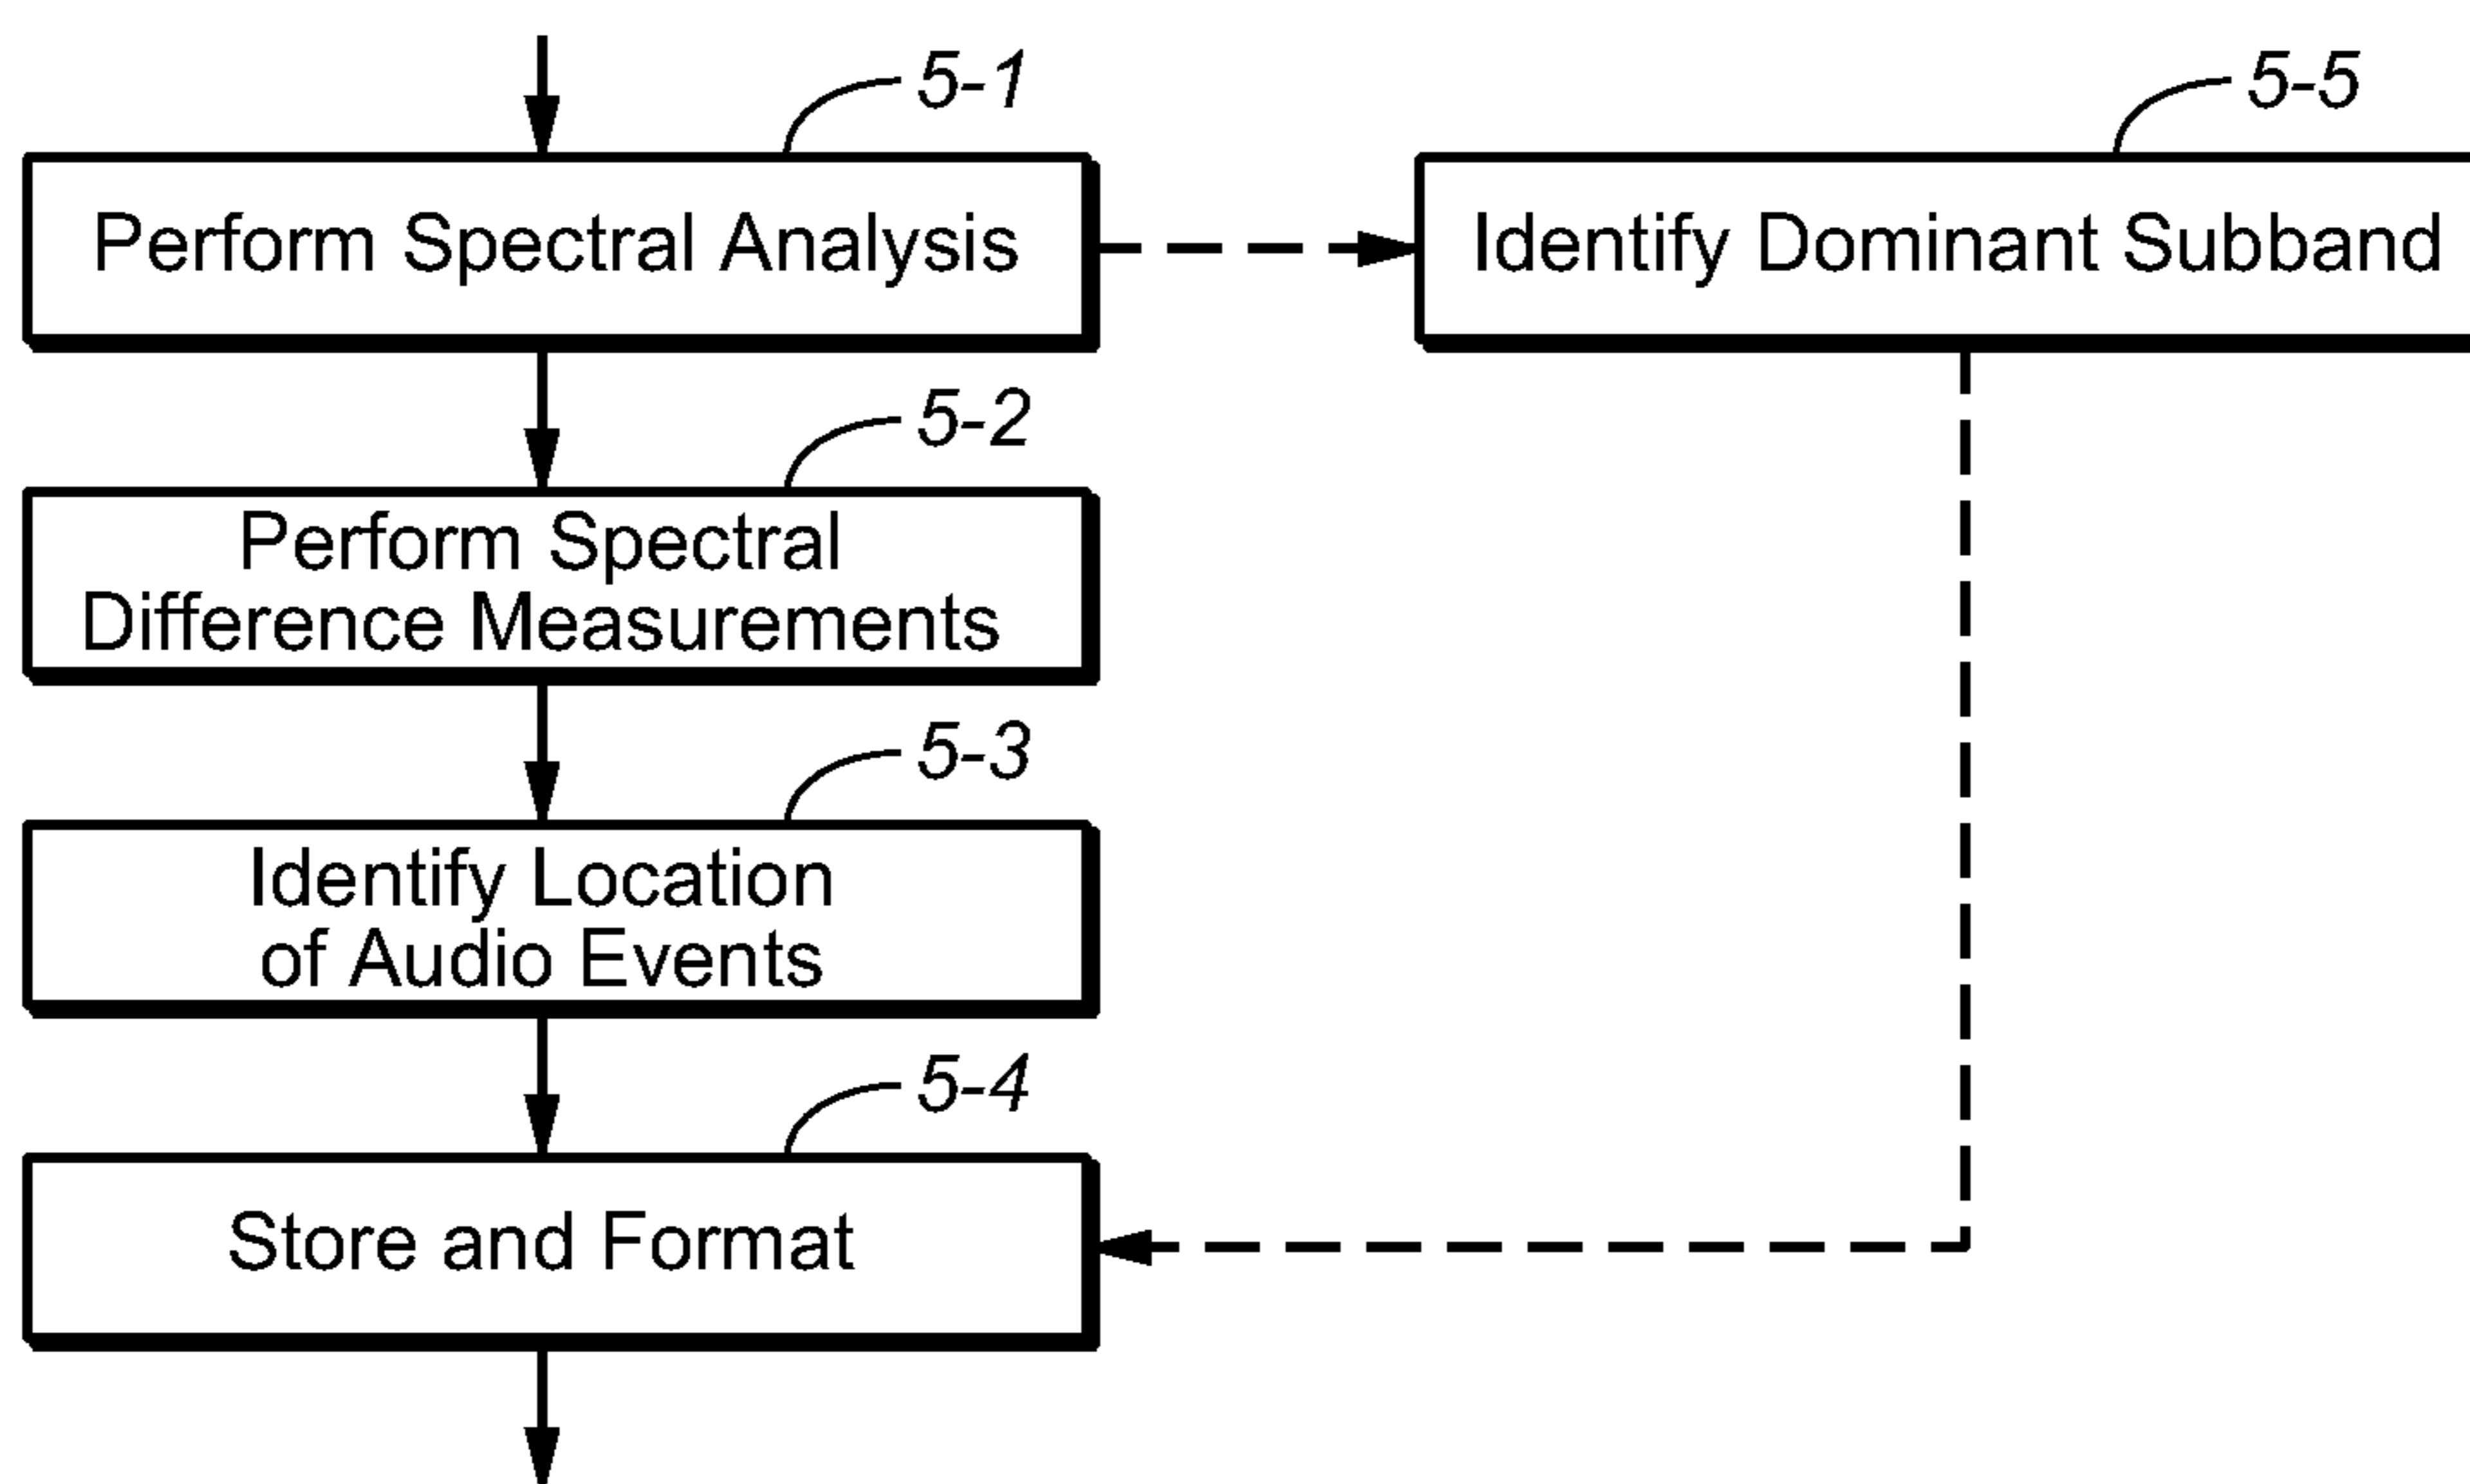 5-1
Perform Spectral Analysis
5-5
Identify Dominant Subband
5-2
Perform Spectral
Difference Measurements
5-3
Identify Location
of Audio Events
5-4
Store and Format